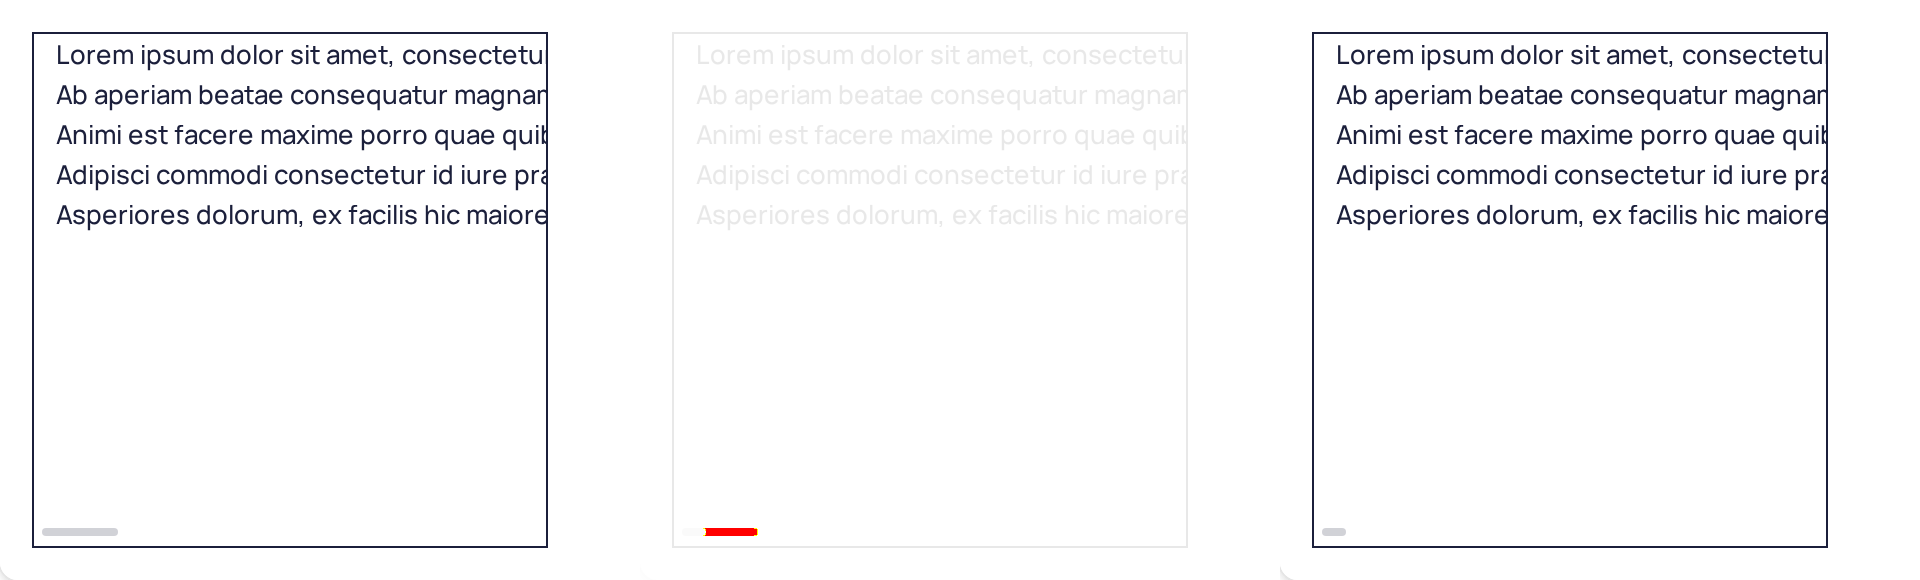 Lorem ipsum dolor sit amet, consectetu
Ab aperiam beatae consequatur magnam
Animi est facere maxime porro quae quib
Adipisci commodi consectetur id iure pra
Asperiores dolorum, ex facilis hic maiore
Lorem ipsum dolor sit amet, consectetu
Ab aperiam beatae consequatur magnam
Animi est facere maxime porro quae quib
Adipisci commodi consectetur id iure pra
Asperiores dolorum, ex facilis hic maiore
Lorem ipsum dolor sit amet, consectetu
Ab aperiam beatae consequatur magnam
Animi est facere maxime porro quae quib
Adipisci commodi consectetur id iure pra
Asperiores dolorum, ex facilis hic maiore